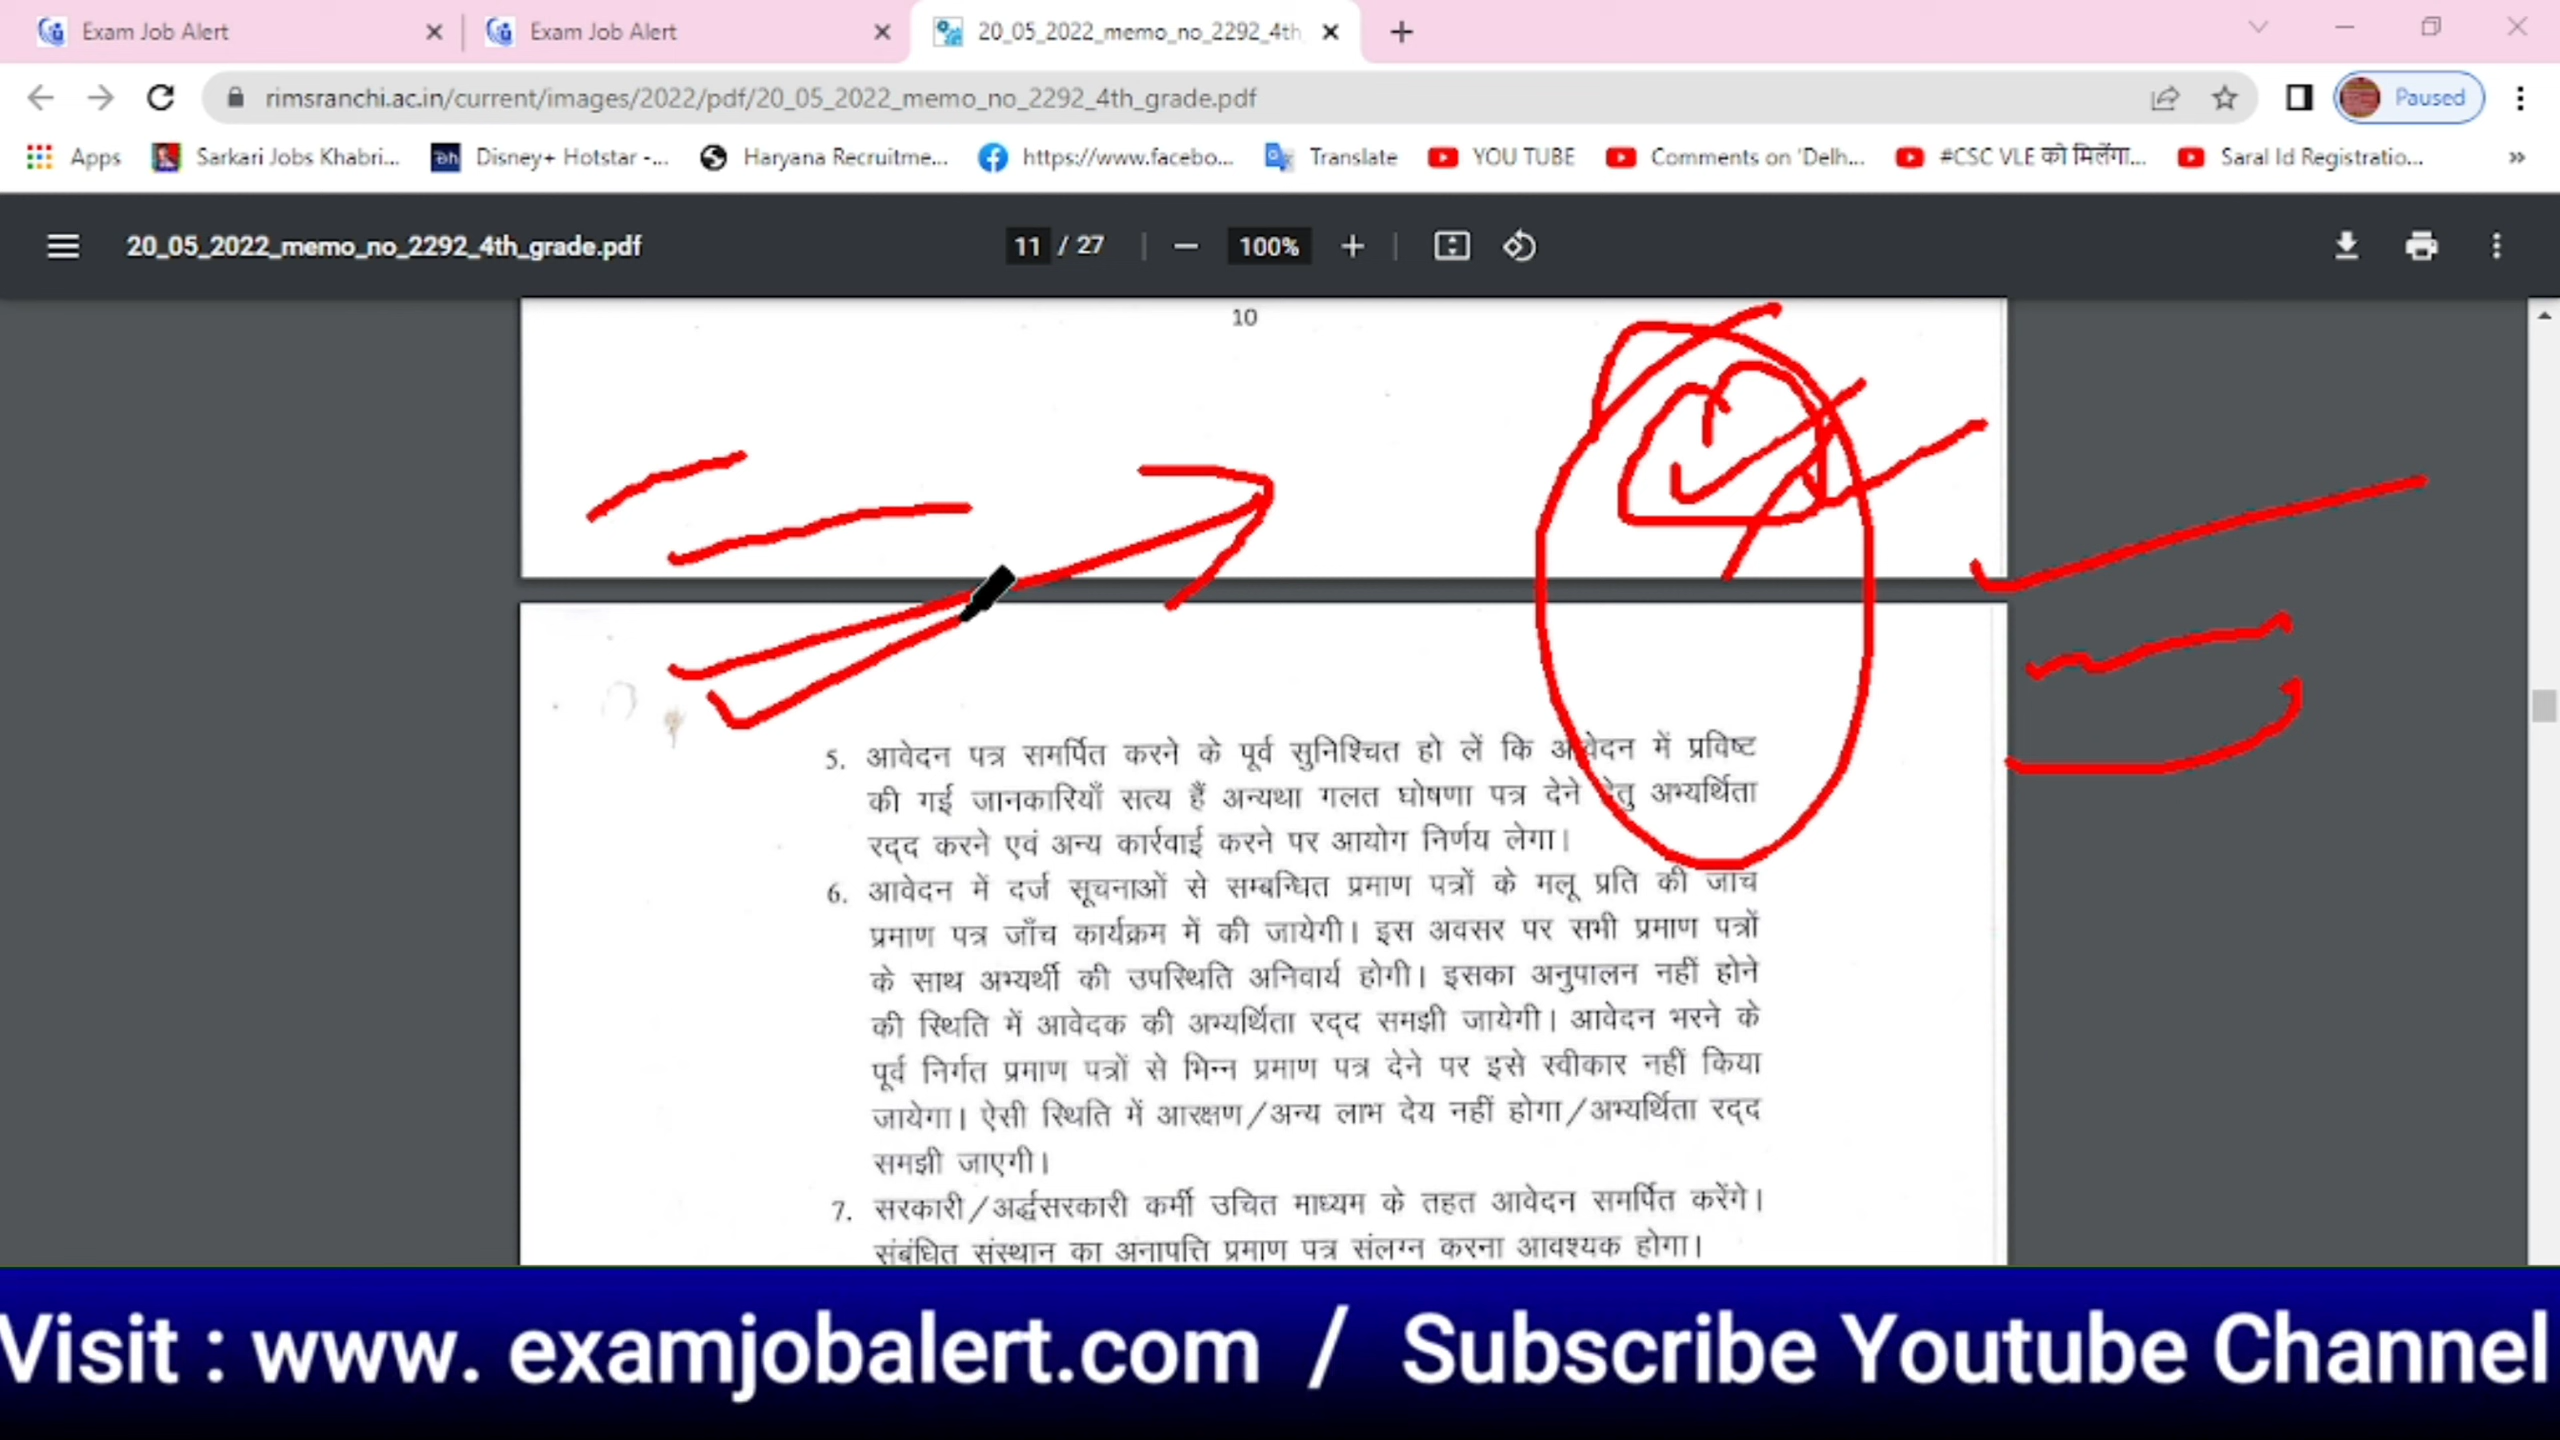 Exam Job Alert
Exam Job Alert
20_05_2022_memo_no_2292_4th
rimsranchi.ac.in/current/images/2022/pdf/20_05_2022_memo_no_2292_4th_grade.pdf
Paused
Apps
Sarkari Jobs Khabri...
Disney+ Hotstar -...
Haryana Recruitme...
https://www.facebo...
Translate
YOU TUBE
Comments on 'Delh...
#CSC VLE को मिलेंगा...
Saral Id Registratio...
20_05_2022_memo_no_2292_4th_grade.pdf
11 / 27
100%
10
5. आवेदन पत्र समर्पित करने के पूर्व सुनिश्चित हो लें कि आवेदन में प्रविष्ट
की गई जानकारियाँ सत्य हैं अन्यथा गलत घोषणा पत्र देने हेतु अभ्यर्थिता
रद्द करने एवं अन्य कार्रवाई करने पर आयोग निर्णय लेगा।
6. आवेदन में दर्ज सूचनाओं से सम्बन्धित प्रमाण पत्रों के मलू प्रति की जाँच
प्रमाण पत्र जाँच कार्यक्रम में की जायेगी। इस अवसर पर सभी प्रमाण पत्रों
के साथ अभ्यर्थी की उपस्थिति अनिवार्य होगी। इसका अनुपालन नहीं होने
की स्थिति में आवेदक की अभ्यर्थिता रद्द समझी जायेगी। आवेदन भरने के
पूर्व निर्गत प्रमाण पत्रों से भिन्न प्रमाण पत्र देने पर इसे स्वीकार नहीं किया
जायेगा। ऐसी स्थिति में आरक्षण/अन्य लाभ देय नहीं होगा/अभ्यर्थिता रद्द
समझी जाएगी।
7. सरकारी/अर्द्धसरकारी कर्मी उचित माध्यम के तहत आवेदन समर्पित करेंगे।
संबंधित संस्थान का अनापत्ति प्रमाण पत्र संलग्न करना आवश्यक होगा।
Visit : www. examjobalert.com / Subscribe Youtube Channel